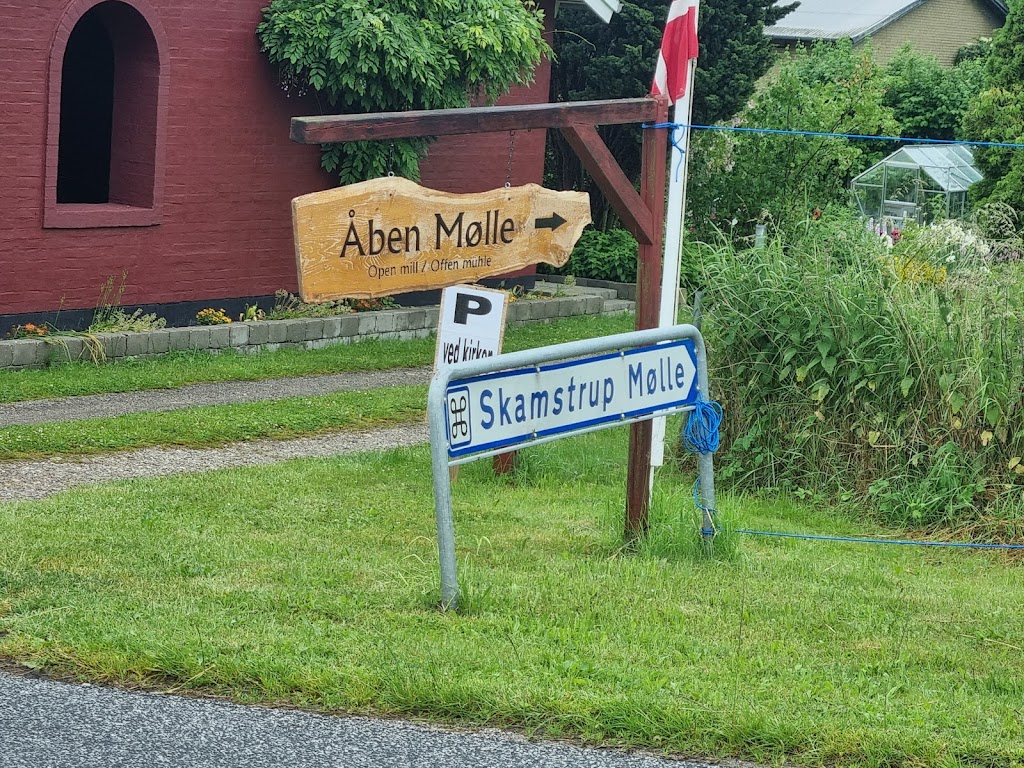 Åben Mølle
Open mill / Offen muhle
P
ved kirken
Skamstrup Mølle